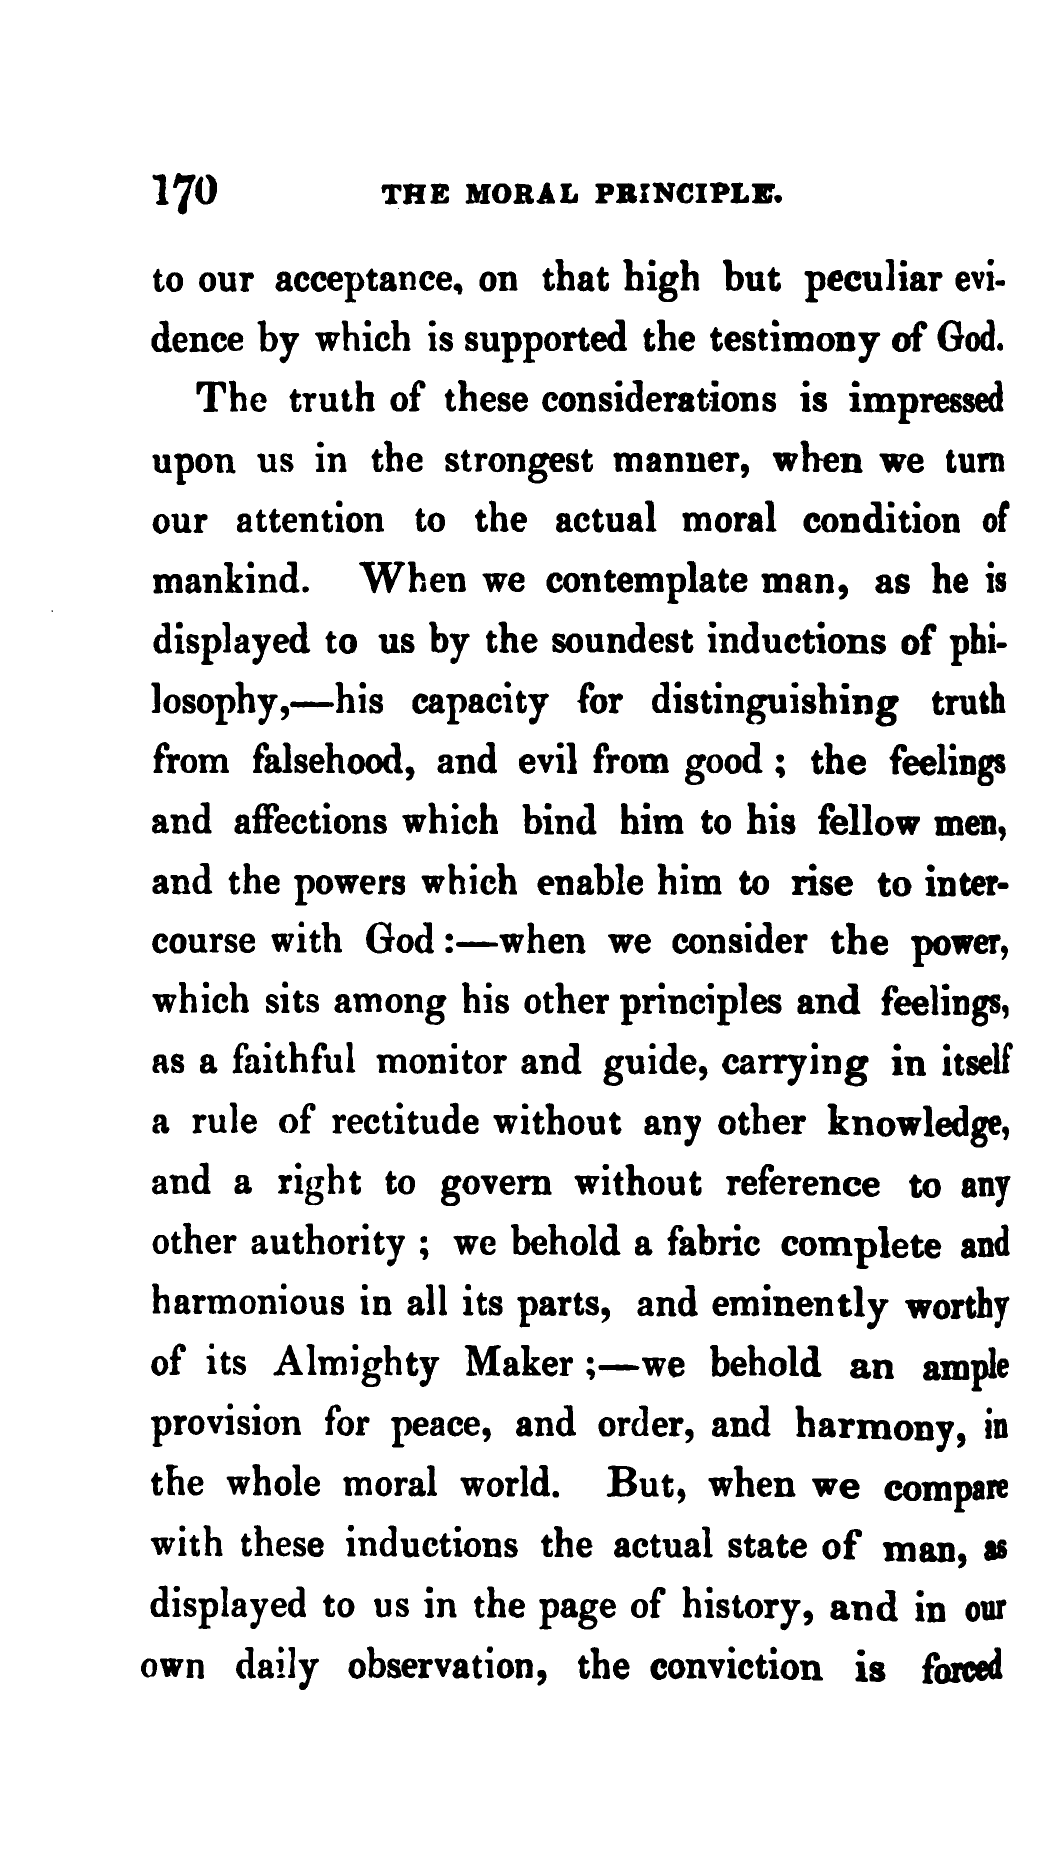 170 THE MORAL PRINCIPLE.
to our acceptance, on that high but peculiar evi-
dence by which is supported the testimony of God.
The truth of these considerations is impressed
upon us in the strongest manner, when we turn
our attention to the actual moral condition of
mankind. When we contemplate man, as he is
displayed to us by the soundest inductions of phi-
losophy,—his capacity for distinguishing truth
from falsehood, and evil from good ; the feelings
and affections which bind him to his fellow men,
and the powers which enable him to rise to inter-
course with God :—when we consider the power,
which sits among his other principles and feelings,
as a faithful monitor and guide, carrying in itself
a rule of rectitude without any other knowledge,
and a right to govern without reference to any
other authority ; we behold a fabric complete and
harmonious in all its parts, and eminently worthy
of its Almighty Maker ;—we behold an ample
provision for peace, and order, and harmony, in
the whole moral world. But, when we compare
with these inductions the actual state of man, as
displayed to us in the page of history, and in our
own daily observation, the conviction is forced